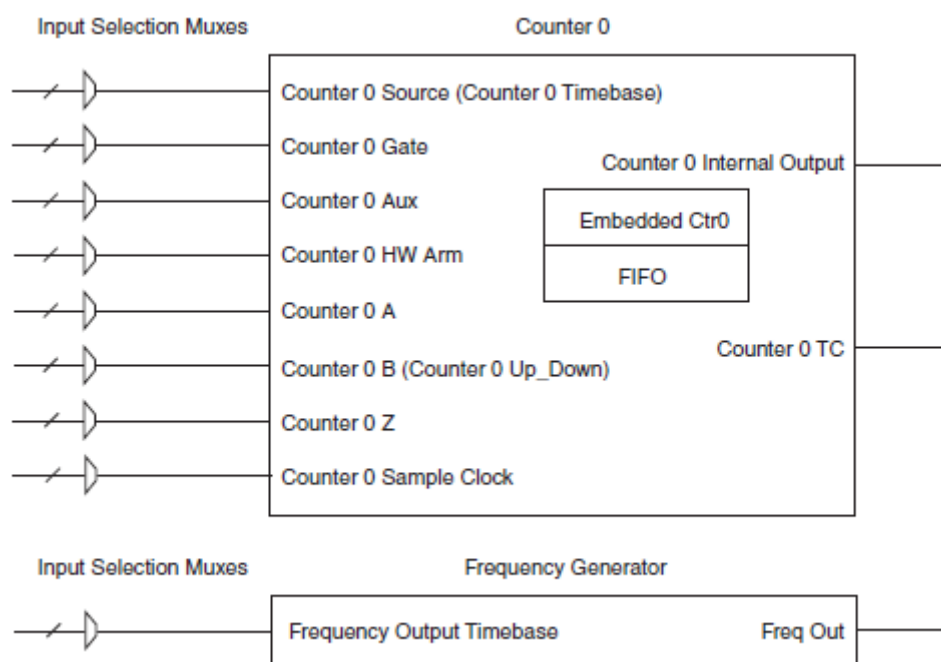 Input Selection Muxes
Counter 0
Counter 0 Source (Counter 0 Timebase)
Counter 0 Gate
Counter 0 Internal Output
Counter 0 Aux
Embedded Ctr0
Counter 0 HW Arm
FIFO
Counter 0 A
Counter 0 TC
Counter 0 B (Counter 0 Up_Down)
Counter 0 Z
Counter 0 Sample Clock
Input Selection Muxes
Frequency Generator
Frequency Output Timebase
Freq Out